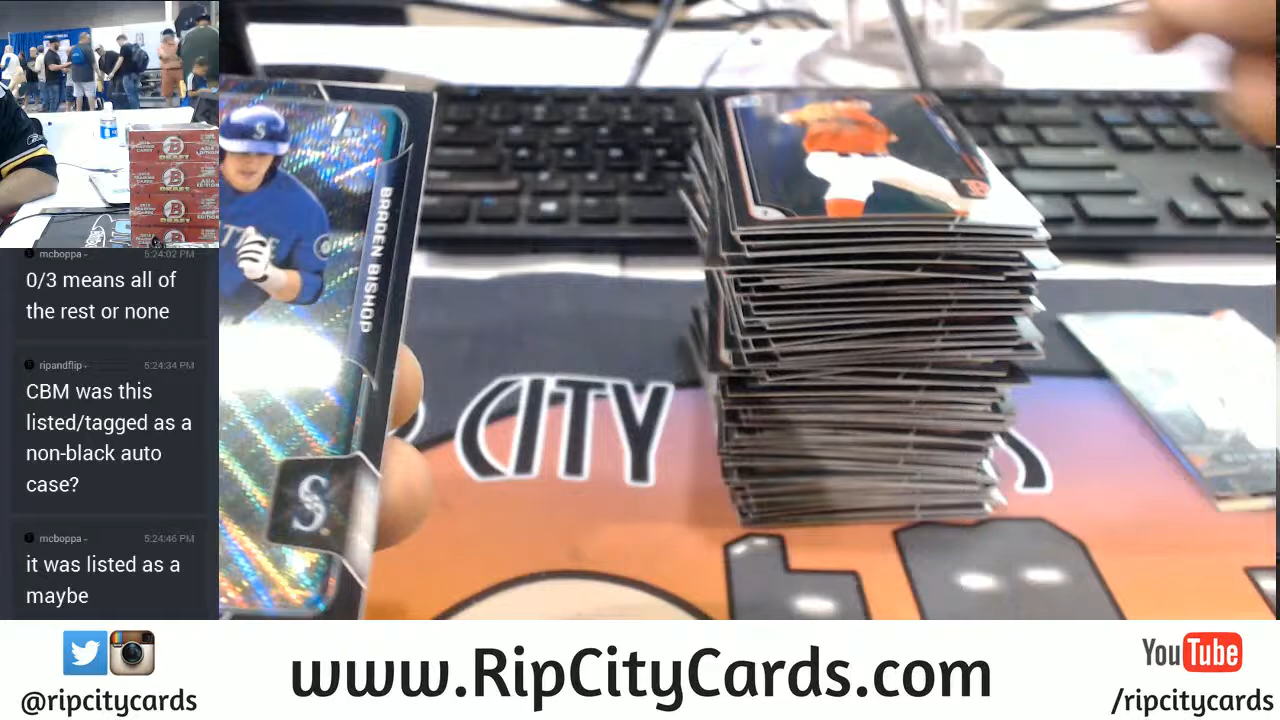 mcboppa - 5:24:02 PM
0/3 means all of
the rest or none
ripandflip - 5:24:34 PM
CBM was this
listed/tagged as a
non-black auto
case?
mcboppa - 5:24:46 PM
it was listed as a
maybe
DRAFT
1ST
BRADEN BISHOP
S
CITY
www.RipCityCards.com
@ripcitycards
YouTube
/ripcitycards